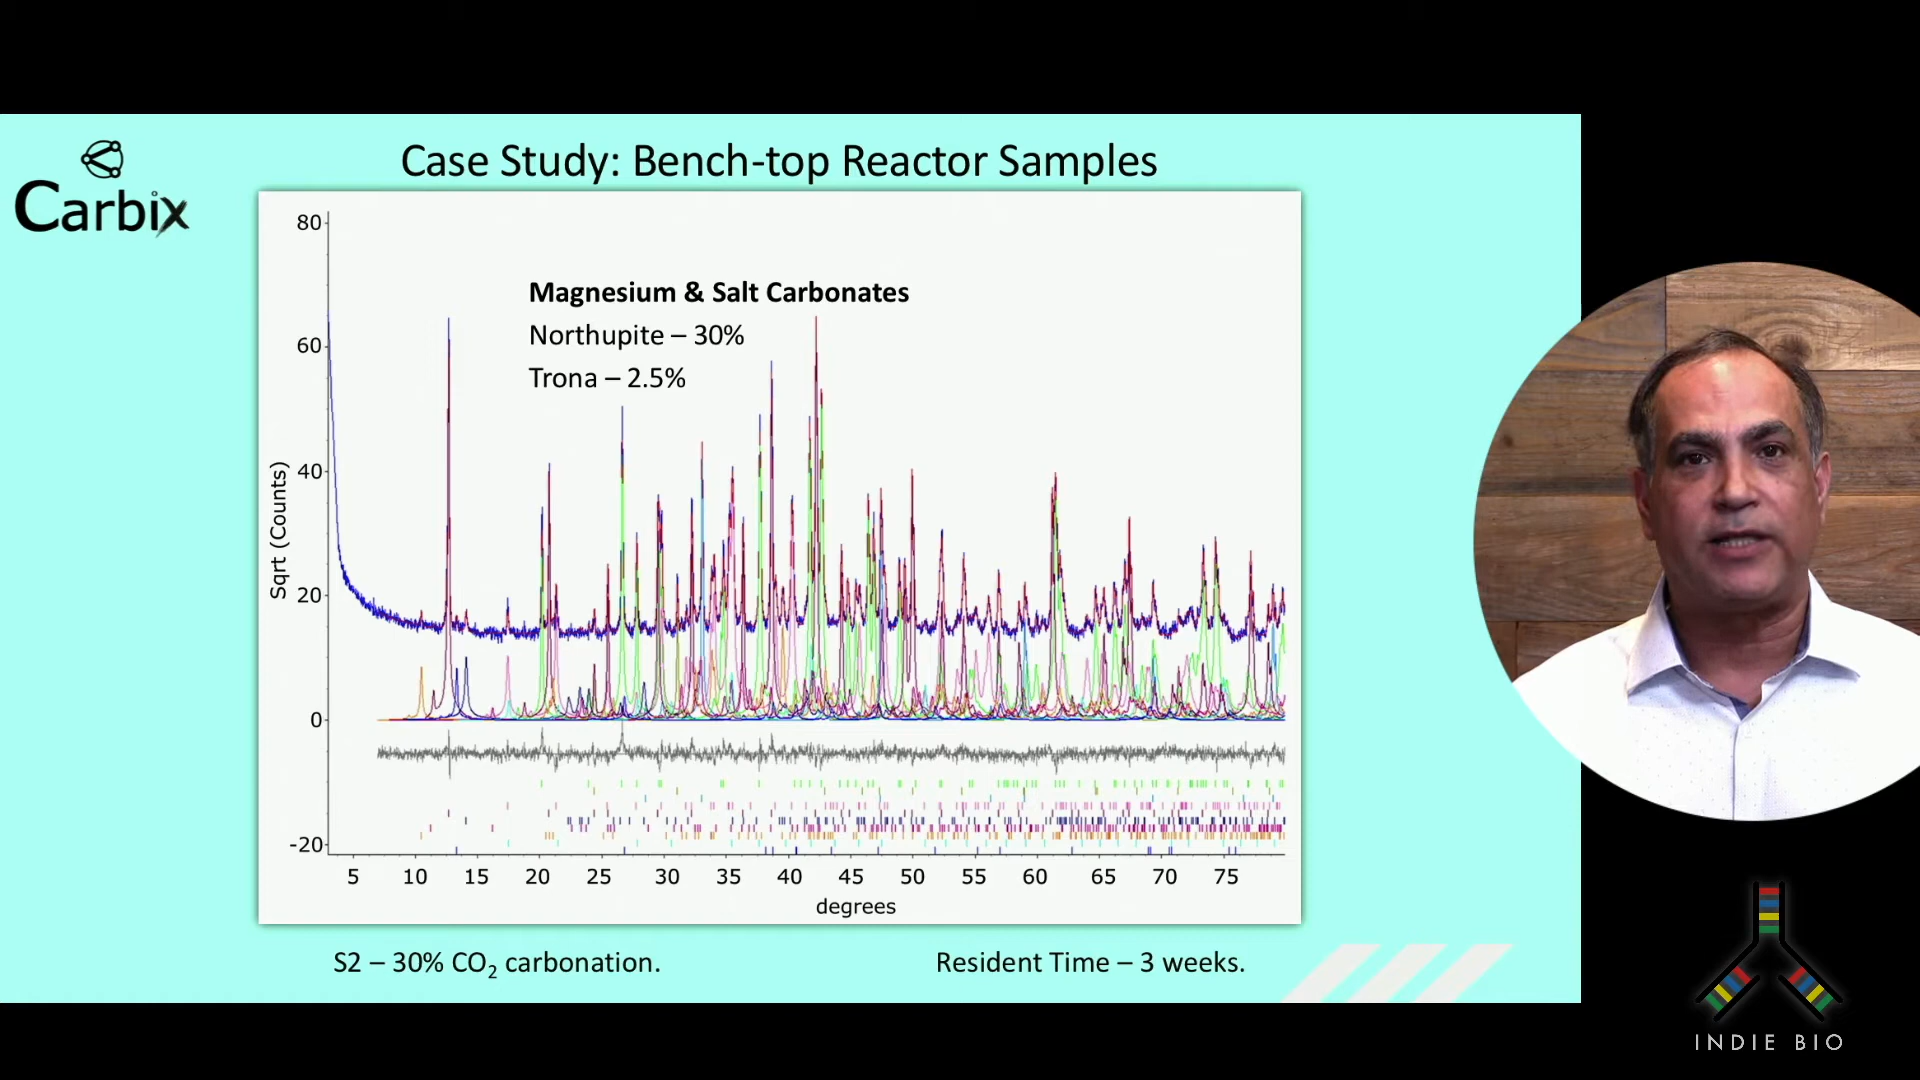 Carbix
Case Study: Bench-top Reactor Samples
80
60
40
20
0
-20
Sqrt (Counts)
Magnesium & Salt Carbonates
Northupite – 30%
Trona – 2.5%
5 10 15 20 25 30 35 40 45 50 55 60 65 70 75
degrees
S2 – 30% CO₂ carbonation.
Resident Time – 3 weeks.
INDIE BIO